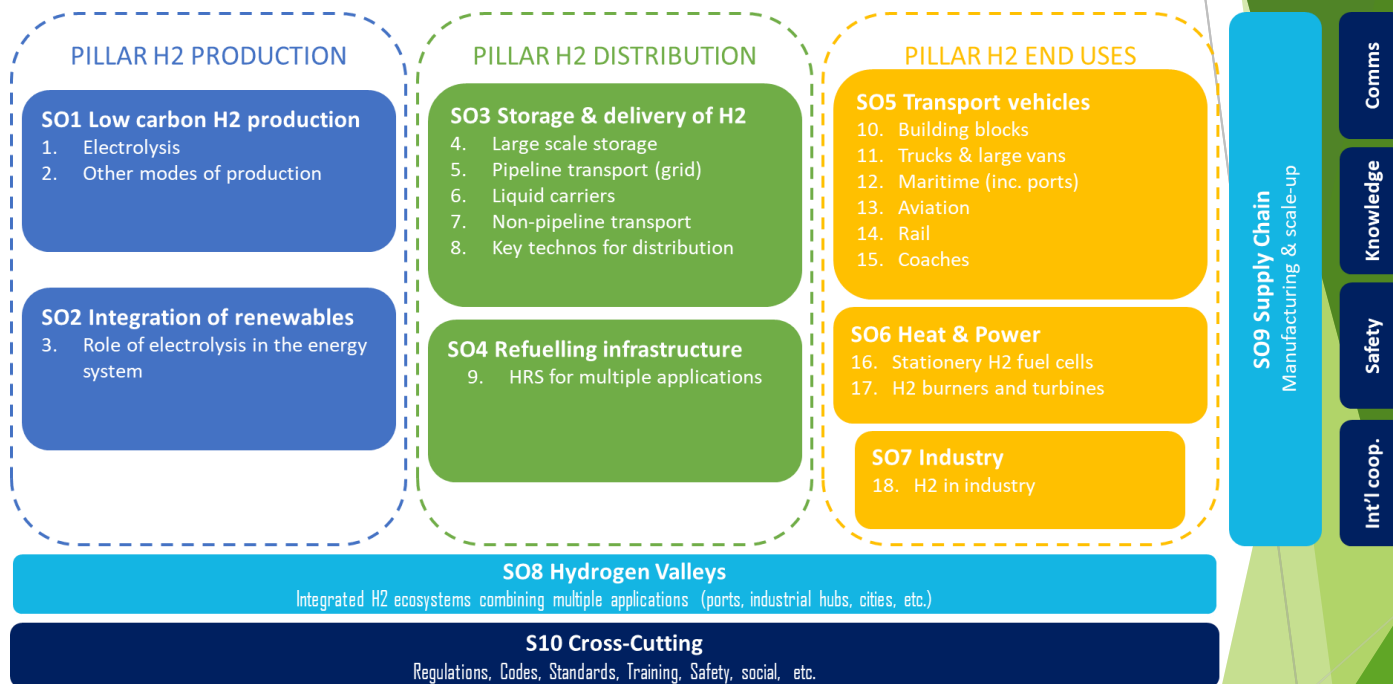 PILLAR H2 PRODUCTION
SO1 Low carbon H2 production
1. Electrolysis
2. Other modes of production
SO2 Integration of renewables
3. Role of electrolysis in the energy
system
PILLAR H2 DISTRIBUTION
SO3 Storage & delivery of H2
4. Large scale storage
5. Pipeline transport (grid)
6. Liquid carriers
7. Non-pipeline transport
8. Key technos for distribution
SO4 Refuelling infrastructure
9. HRS for multiple applications
PILLAR H2 END USES
SO5 Transport vehicles
10. Building blocks
11. Trucks & large vans
12. Maritime (inc. ports)
13. Aviation
14. Rail
15. Coaches
SO6 Heat & Power
16. Stationery H2 fuel cells
17. H2 burners and turbines
SO7 Industry
18. H2 in industry
SO9 Supply Chain
Manufacturing & scale-up
Comms
Knowledge
Safety
Int'l coop.
SO8 Hydrogen Valleys
Integrated H2 ecosystems combining multiple applications (ports, industrial hubs, cities, etc.)
S10 Cross-Cutting
Regulations, Codes, Standards, Training, Safety, social, etc.